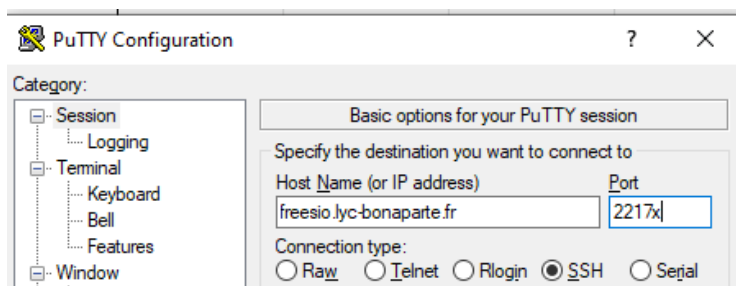 PuTTY Configuration ? X
Category:
Session
Logging
Terminal
Keyboard
Bell
Features
Window
Basic options for your PuTTY session
Specify the destination you want to connect to
Host Name (or IP address) Port
freesio.lyc-bonaparte.fr 2217x
Connection type:
Raw Telnet Rlogin SSH Serial